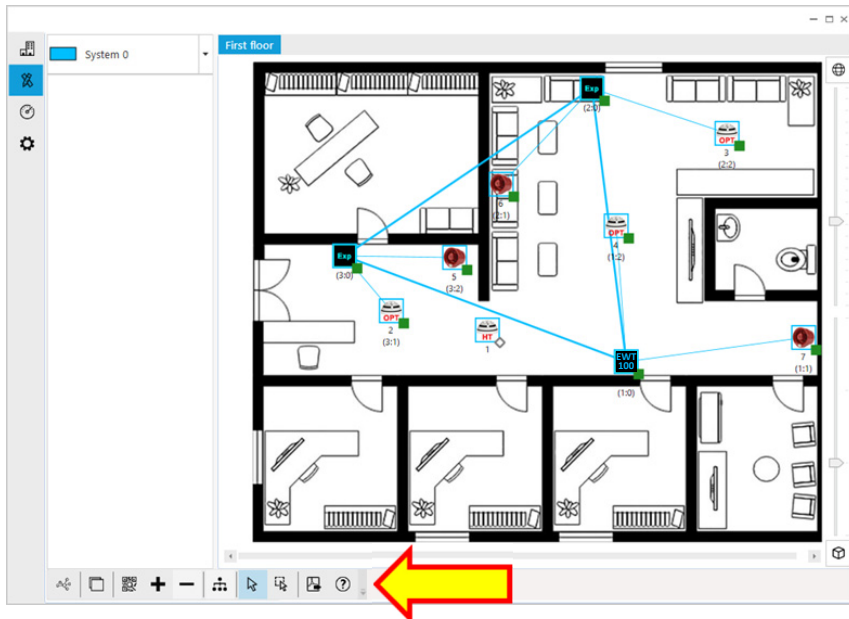 System 0
First floor
Exp
(2:0)
OPT
3
(2:2)
6
(2:1)
OPT
4
(1:2)
Exp
(3:0)
5
(3:2)
OPT
2
(3:1)
HT
1
EWT
100
(1:0)
7
(1:1)